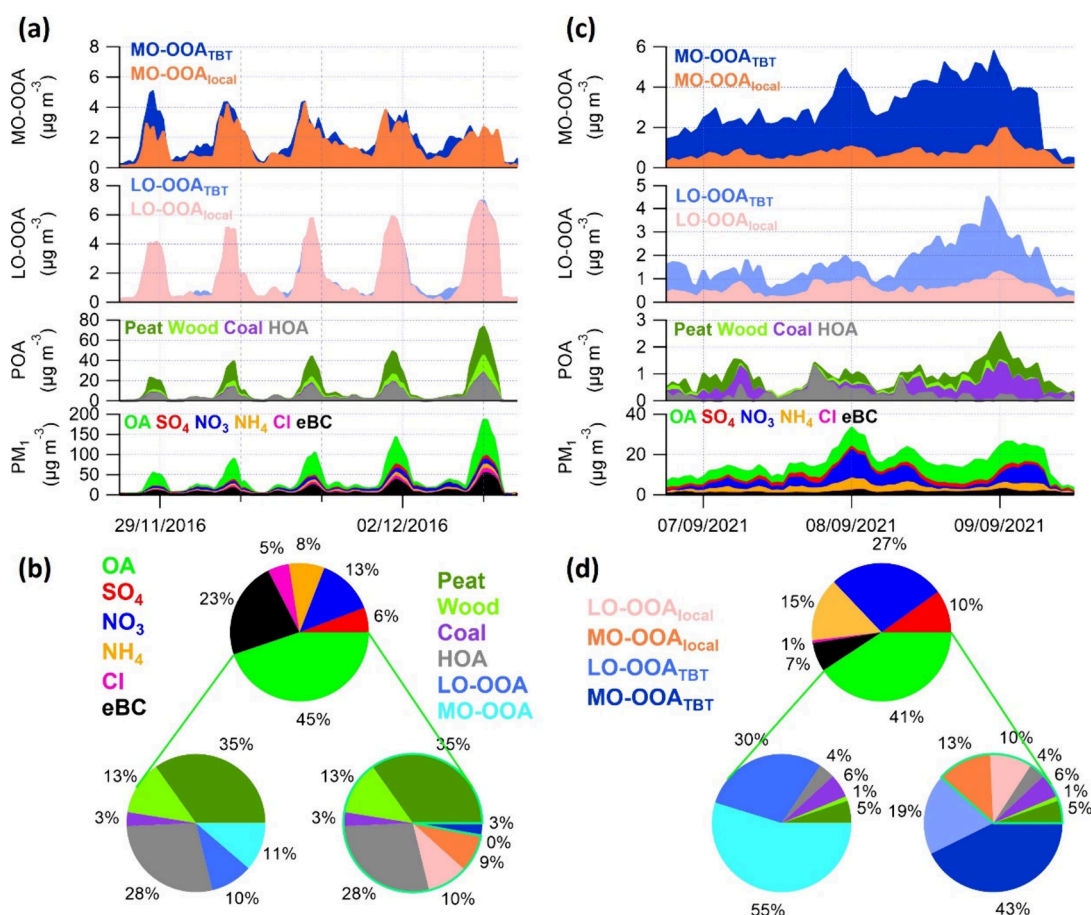 (a)
8
6
4
2
0
MO-OOA
(µg m⁻³)
MO-OOA_TBT
MO-OOA_local
8
6
4
2
0
LO-OOA
(µg m⁻³)
LO-OOA_TBT
LO-OOA_local
80
60
40
20
0
POA
(µg m⁻³)
Peat Wood Coal HOA
200
150
100
50
0
PM₁
(µg m⁻³)
OA SO₄ NO₃ NH₄ Cl eBC
29/11/2016 02/12/2016
(c)
6
4
2
0
MO-OOA
(µg m⁻³)
MO-OOA_TBT
MO-OOA_local
5
4
3
2
1
0
LO-OOA
(µg m⁻³)
LO-OOA_TBT
LO-OOA_local
3
2
1
0
POA
(µg m⁻³)
Peat Wood Coal HOA
40
20
0
PM₁
(µg m⁻³)
OA SO₄ NO₃ NH₄ Cl eBC
07/09/2021 08/09/2021 09/09/2021
(b)
OA
SO₄
NO₃
NH₄
Cl
eBC
5% 8%
13%
23%
6%
45%
Peat
Wood
Coal
HOA
LO-OOA
MO-OOA
35%
13%
3%
11%
28%
10%
35%
13%
3%
3%
0%
9%
28%
10%
(d)
LO-OOA_local
MO-OOA_local
LO-OOA_TBT
MO-OOA_TBT
27%
15%
10%
1%
7%
41%
30%
4%
6%
1%
5%
55%
10%
13%
4%
6%
1%
5%
19%
43%